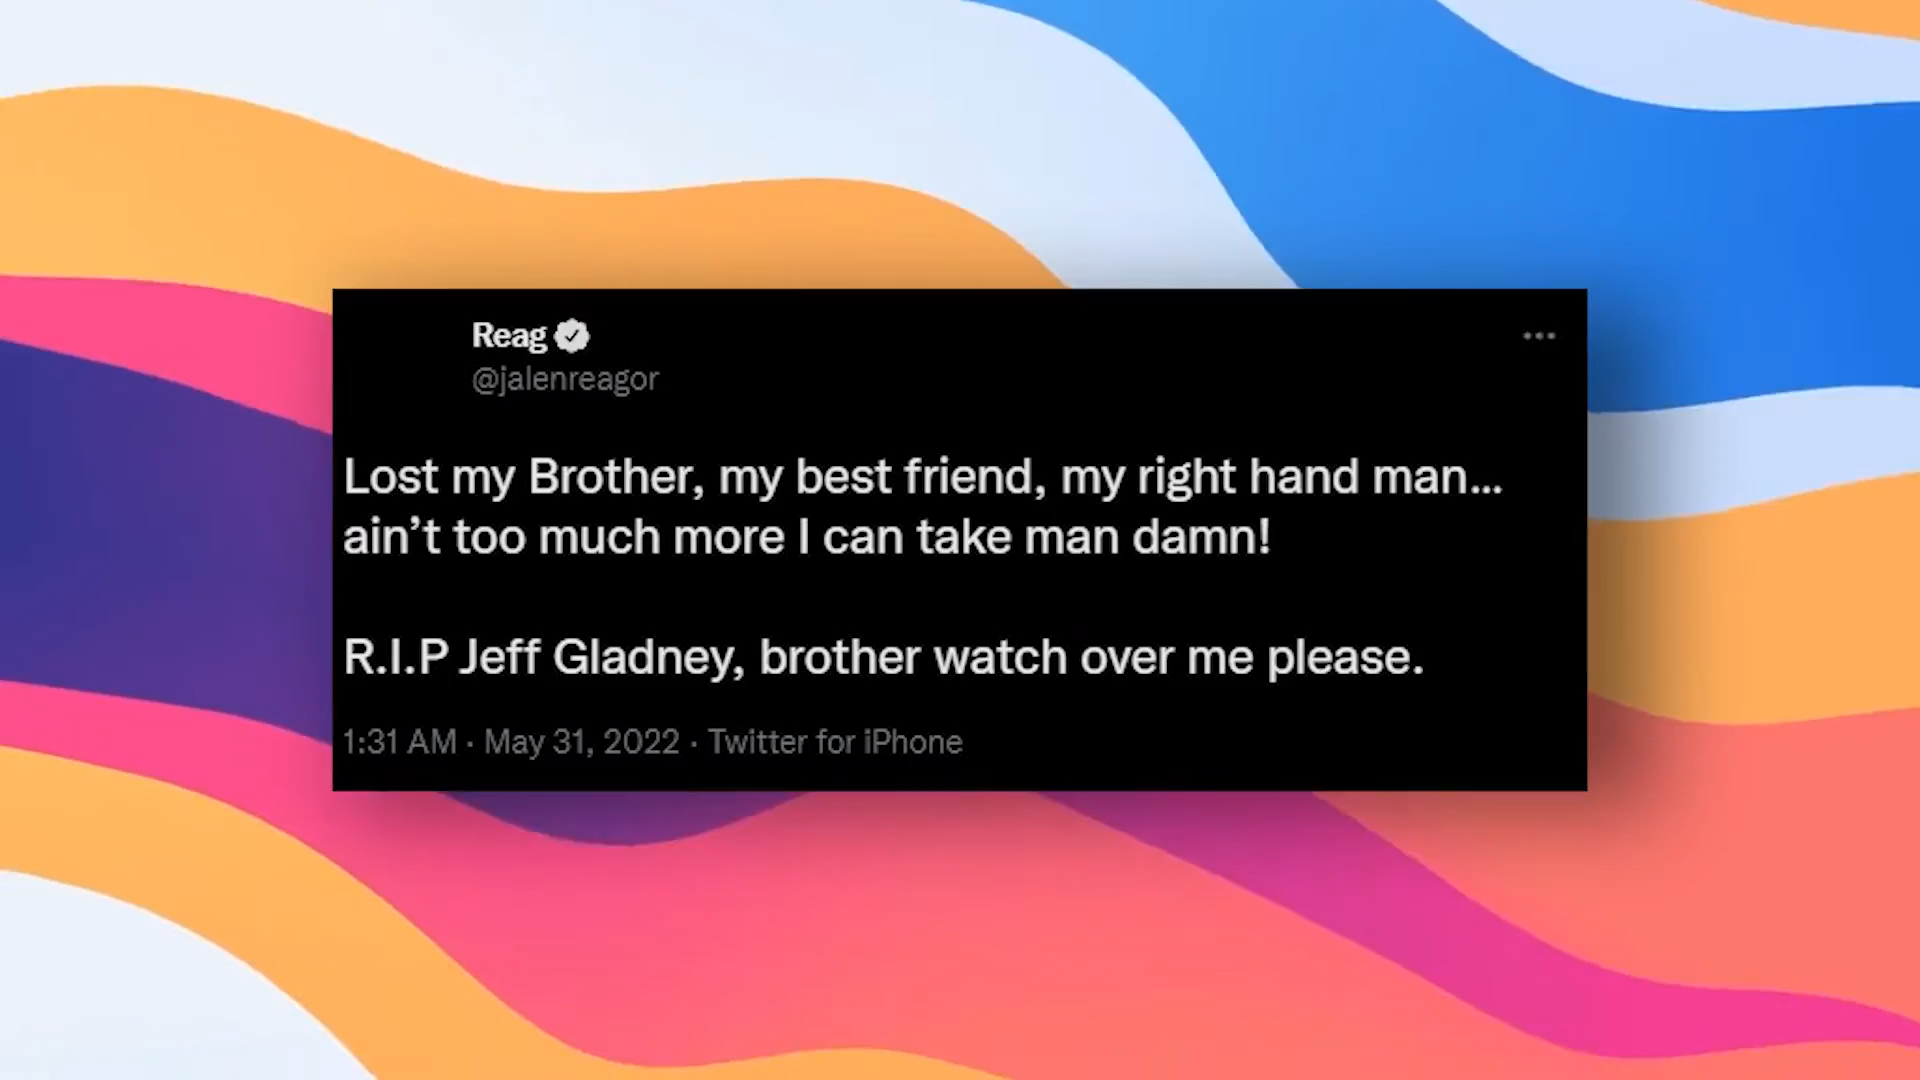 Reag
@jalenreagor
Lost my Brother, my best friend, my right hand man...
ain’t too much more I can take man damn!
R.I.P Jeff Gladney, brother watch over me please.
1:31 AM · May 31, 2022 · Twitter for iPhone